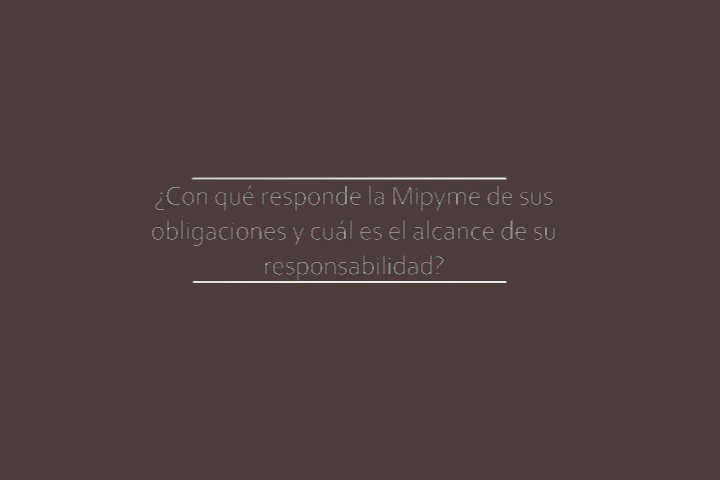 ¿Con qué responde la Mipyme de sus
obligaciones y cuál es el alcance de su
responsabilidad?